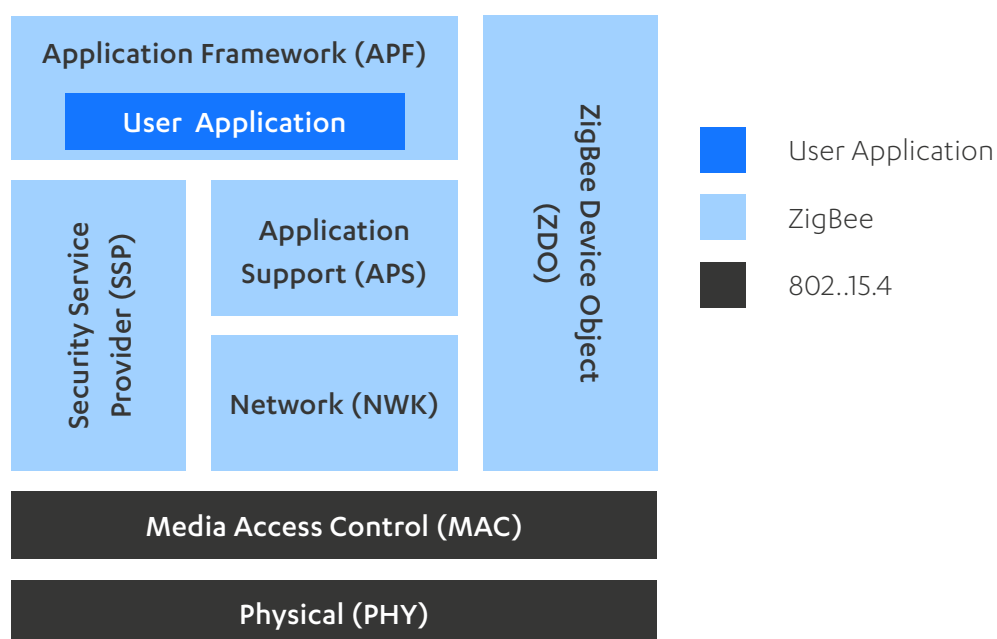 Application Framework (APF)
User Application
Security Service
Provider (SSP)
Application
Support (APS)
Network (NWK)
ZigBee Device Object
(ZDO)
Media Access Control (MAC)
Physical (PHY)
User Application
ZigBee
802..15.4